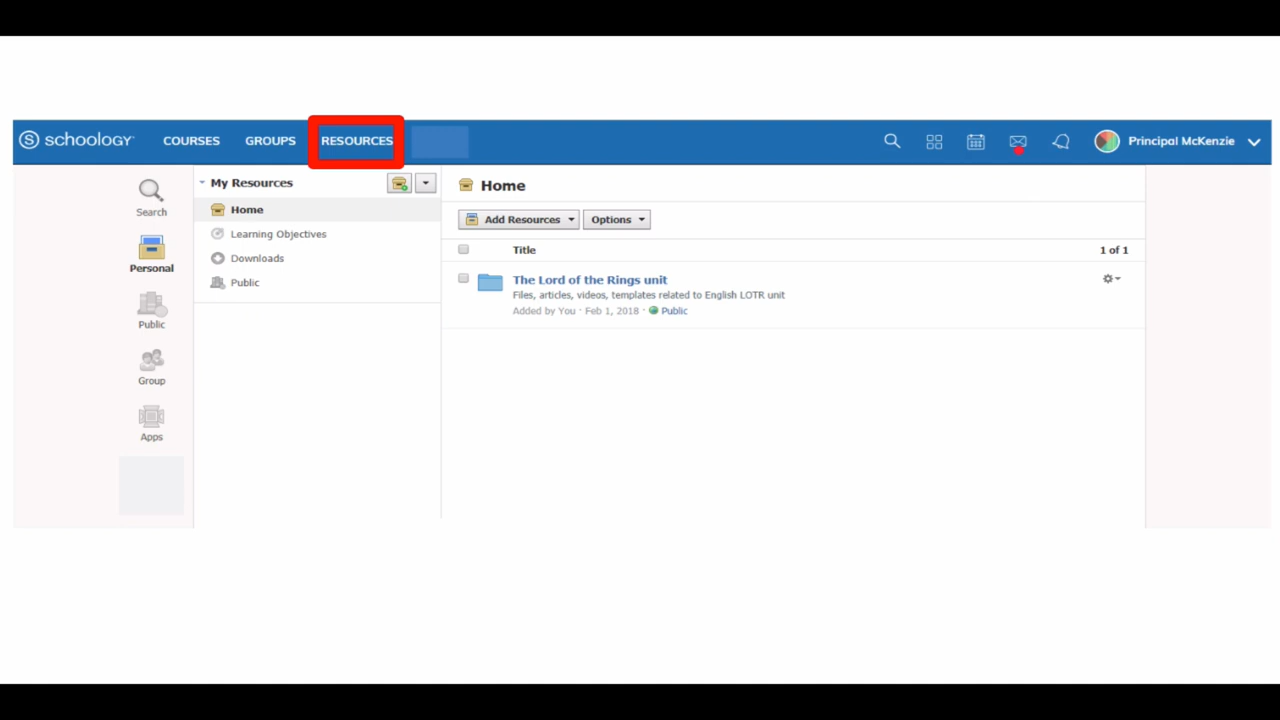 schoology COURSES GROUPS RESOURCES Principal McKenzie
Search
Personal
Public
Group
Apps
My Resources
Home
Learning Objectives
Downloads
Public
Home
Add Resources Options
Title 1 of 1
The Lord of the Rings unit
Files, articles, videos, templates related to English LOTR unit
Added by You · Feb 1, 2018 · Public